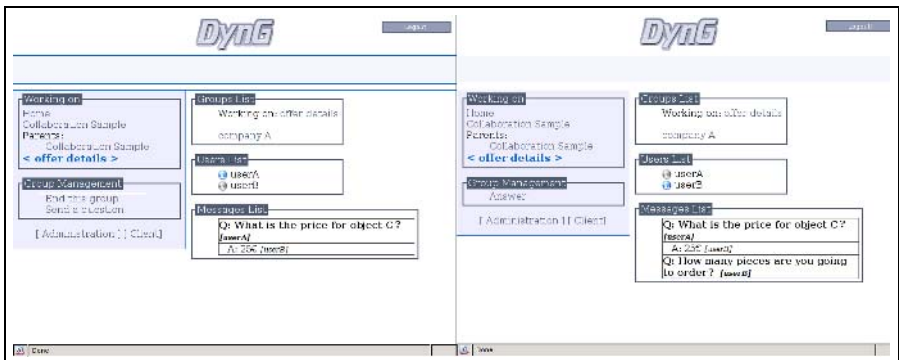 DynG
Logout
Working on
Home
Collaboration Sample
Parents:
Collaboration Sample
< offer details >
Group Management
End this group
Send a question
[ Administration ] [ Client]
Groups List
Working on: offer details
company A
Users List
userA
userB
Messages List
Q: What is the price for object C ?
[userA]
A: 25€ [userB]
Done
DynG
Logout
Working on
Home
Collaboration Sample
Parents:
Collaboration Sample
< offer details >
Group Management
Answer
[ Administration ] [ Client]
Groups List
Working on: offer details
company A
Users List
userA
userB
Messages List
Q: What is the price for object C ?
[userA]
A: 25€ [userB]
Q: How many pieces are you going
to order ? [userB]
Done